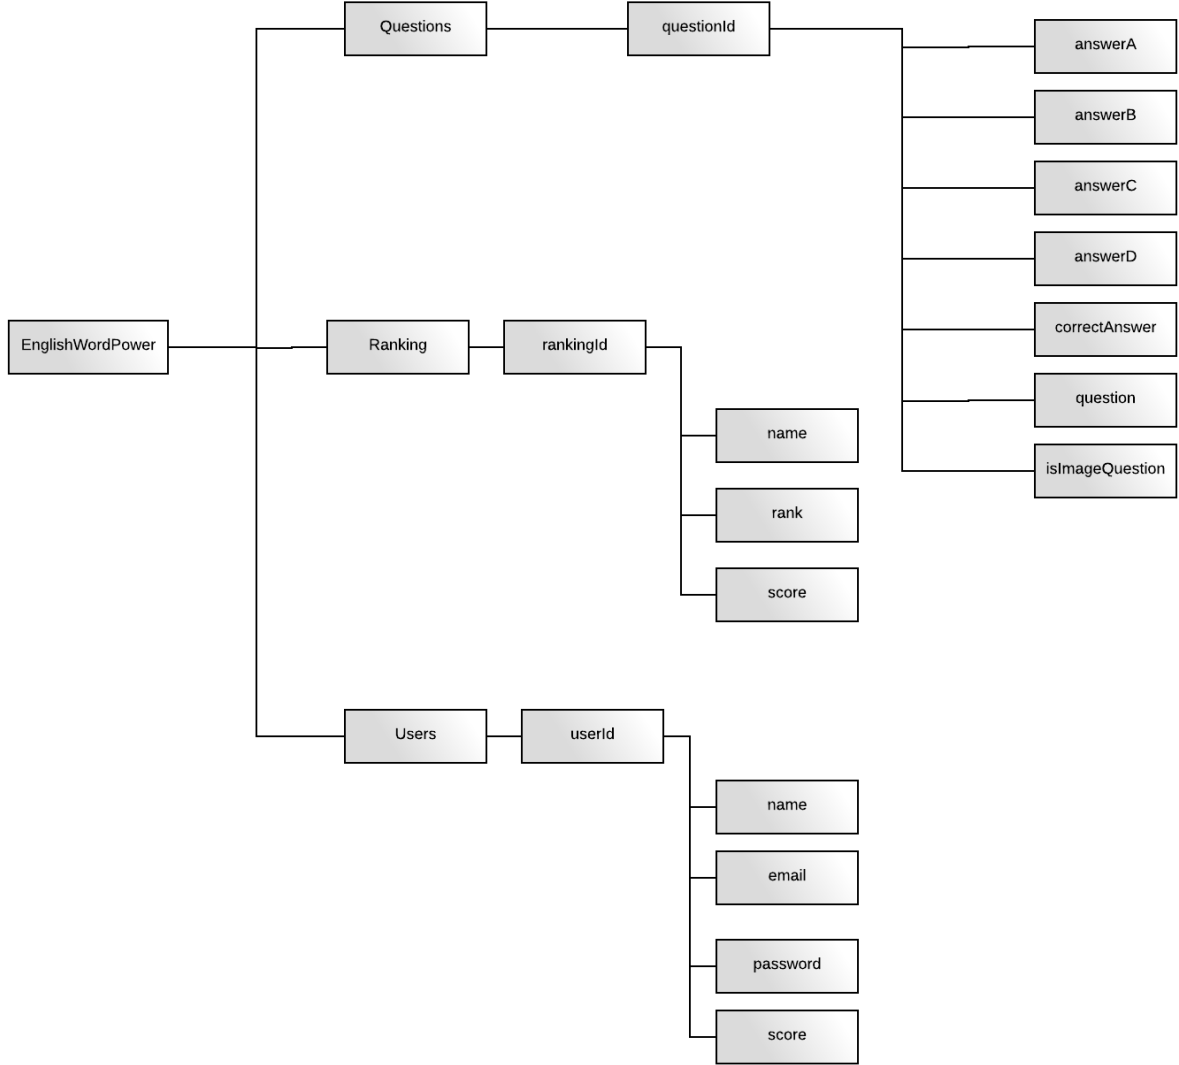 Questions
questionId
answerA
answerB
answerC
answerD
correctAnswer
question
isImageQuestion
EnglishWordPower
Ranking
rankingId
name
rank
score
Users
userId
name
email
password
score